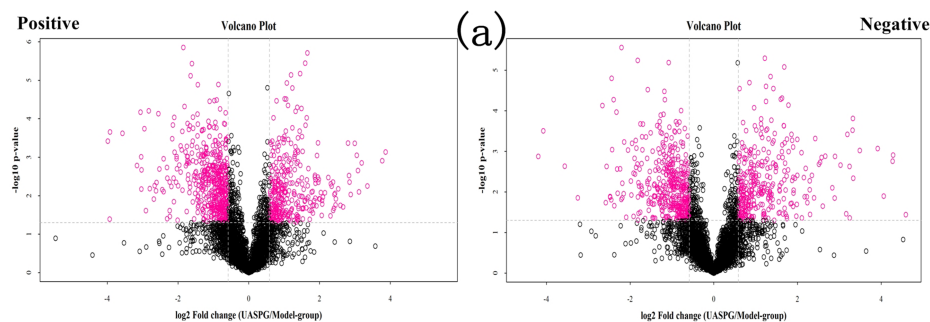 Positive
Volcano Plot
-log10 p-value
6
5
4
3
2
1
0
-4
-2
0
2
4
log2 Fold change (UASPG/Model-group)
(a)
Negative
Volcano Plot
-log10 p-value
5
4
3
2
1
0
-4
-2
0
2
4
log2 Fold change (UASPG/Model-group)